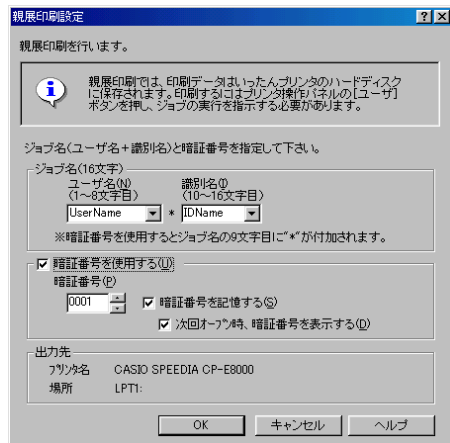 親展印刷設定
親展印刷を行います。
親展印刷では、印刷データはいったんプリンタのハードディスク
に保存されます。印刷するにはプリンタ操作パネルの[ユーザ]
ボタンを押し、ジョブの実行を指示する必要があります。
ジョブ名(ユーザ名+識別名)と暗証番号を指定して下さい。
ジョブ名(16文字)
ユーザ名(N) 識別名(I)
(1~8文字目) (10~16文字目)
UserName * IDName
※暗証番号を使用するとジョブ名の9文字目に"*"が付加されます。
暗証番号を使用する(U)
暗証番号(P)
0001 暗証番号を記憶する(S)
次回オープン時、暗証番号を表示する(D)
出力先
プリンタ名 CASIO SPEEDIA CP-E8000
場所 LPT1:
OK キャンセル ヘルプ